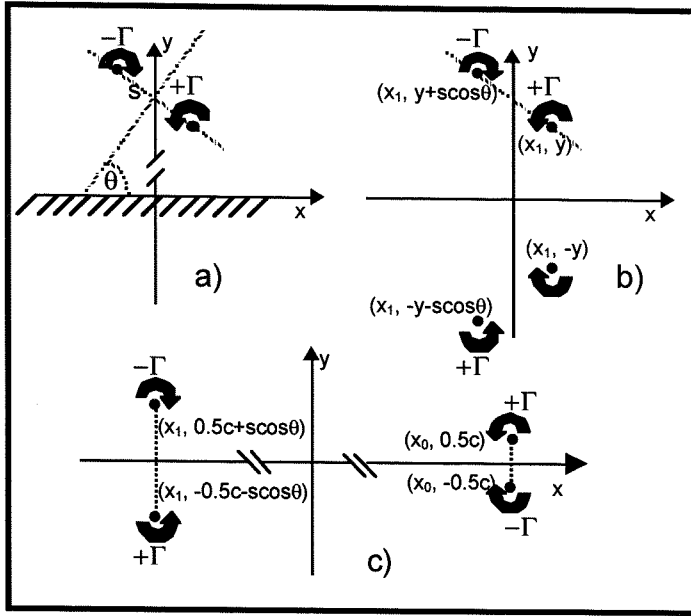 −Γ
y
S
+Γ
θ
x
a)
−Γ
y
(x₁, y+scosθ)
+Γ
(x₁, y)
x
(x₁, -y)
b)
(x₁, -y-scosθ)
+Γ
y
−Γ
(x₁, 0.5c+scosθ)
+Γ
(x₀, 0.5c)
(x₁, -0.5c-scosθ)
(x₀, -0.5c)
x
+Γ
−Γ
c)